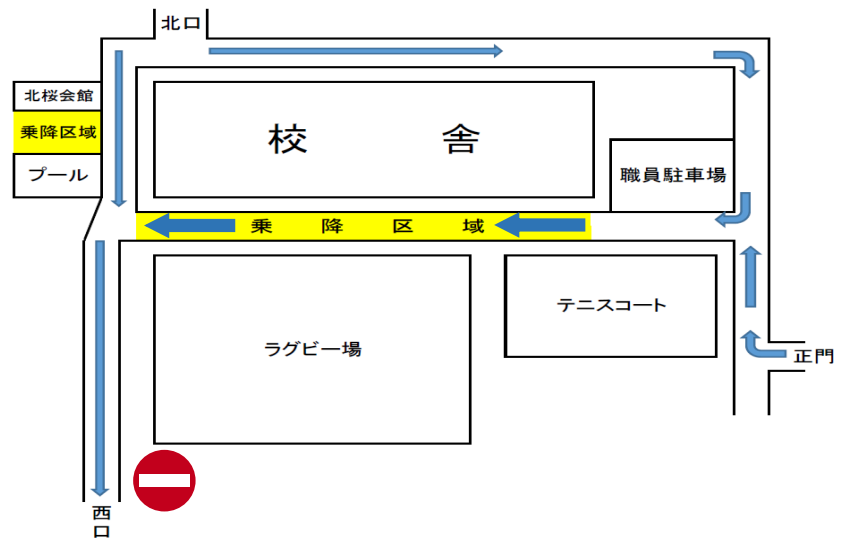 北口
北桜会館
乗降区域
プール
校　舎
職員駐車場
乗　降　区　域
テニスコート
ラグビー場
正門
西口